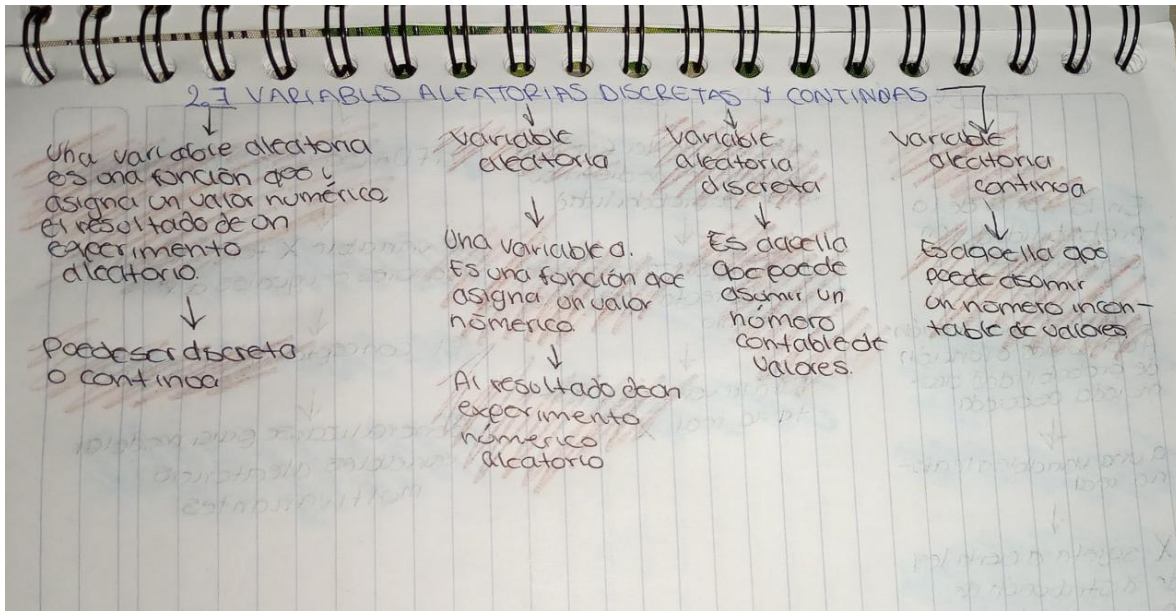 2.7 VARIABLES ALEATORIAS DISCRETAS Y CONTINUAS
Una variable aleatoria
es una función que
asigna un valor numérico,
el resultado de un
experimento
aleatorio.
Puede ser discreta
o continua
Variable
aleatoria
Una variable a.
Es una función que
asigna un valor
númerico
Al resultado de un
experimento
númerico
aleatorio
Variable
aleatoria
discreta
Es aquella
que puede
asumir un
número
contable de
valores.
Variable
aleatoria
continua
Es aquella que
puede asumir
un número incon-
table de valores